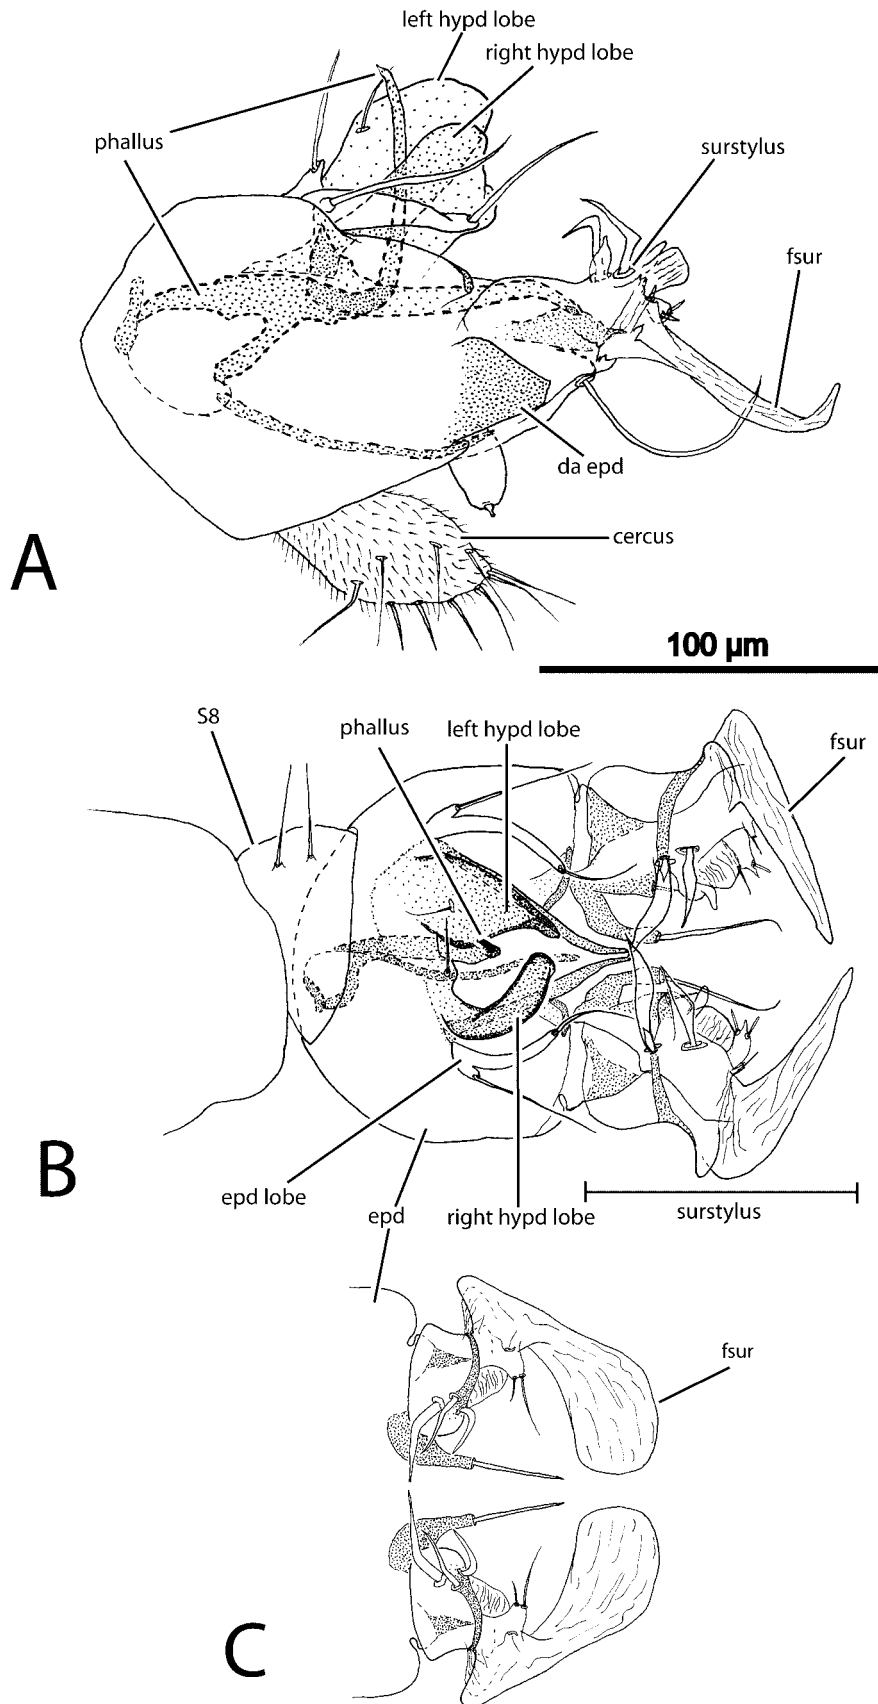 left hypd lobe
right hypd lobe
phallus
surstylus
fsur
da epd
cercus
A
100 µm
S8
phallus
left hypd lobe
fsur
B
epd lobe
epd
right hypd lobe
surstylus
fsur
C